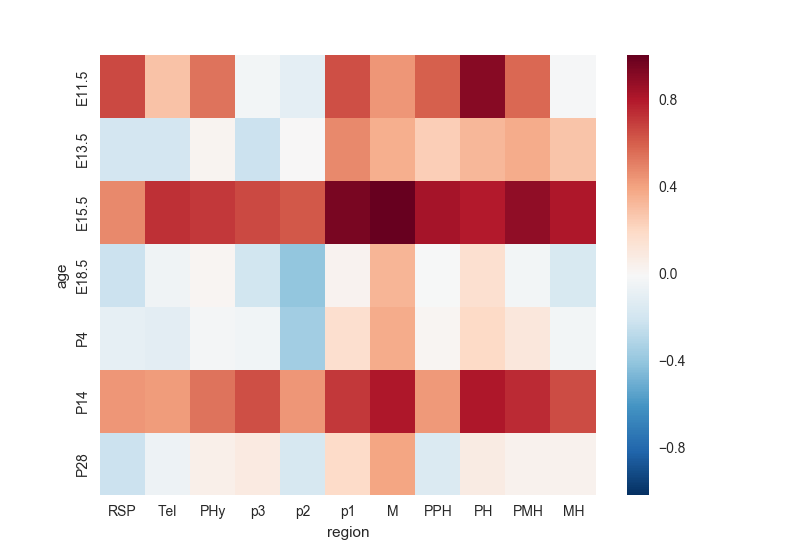 E11.5
E13.5
E15.5
E18.5
P4
P14
P28
age
RSP Tel PHy p3 p2 p1 M PPH PH PMH MH
region
0.8
0.4
0.0
−0.4
−0.8